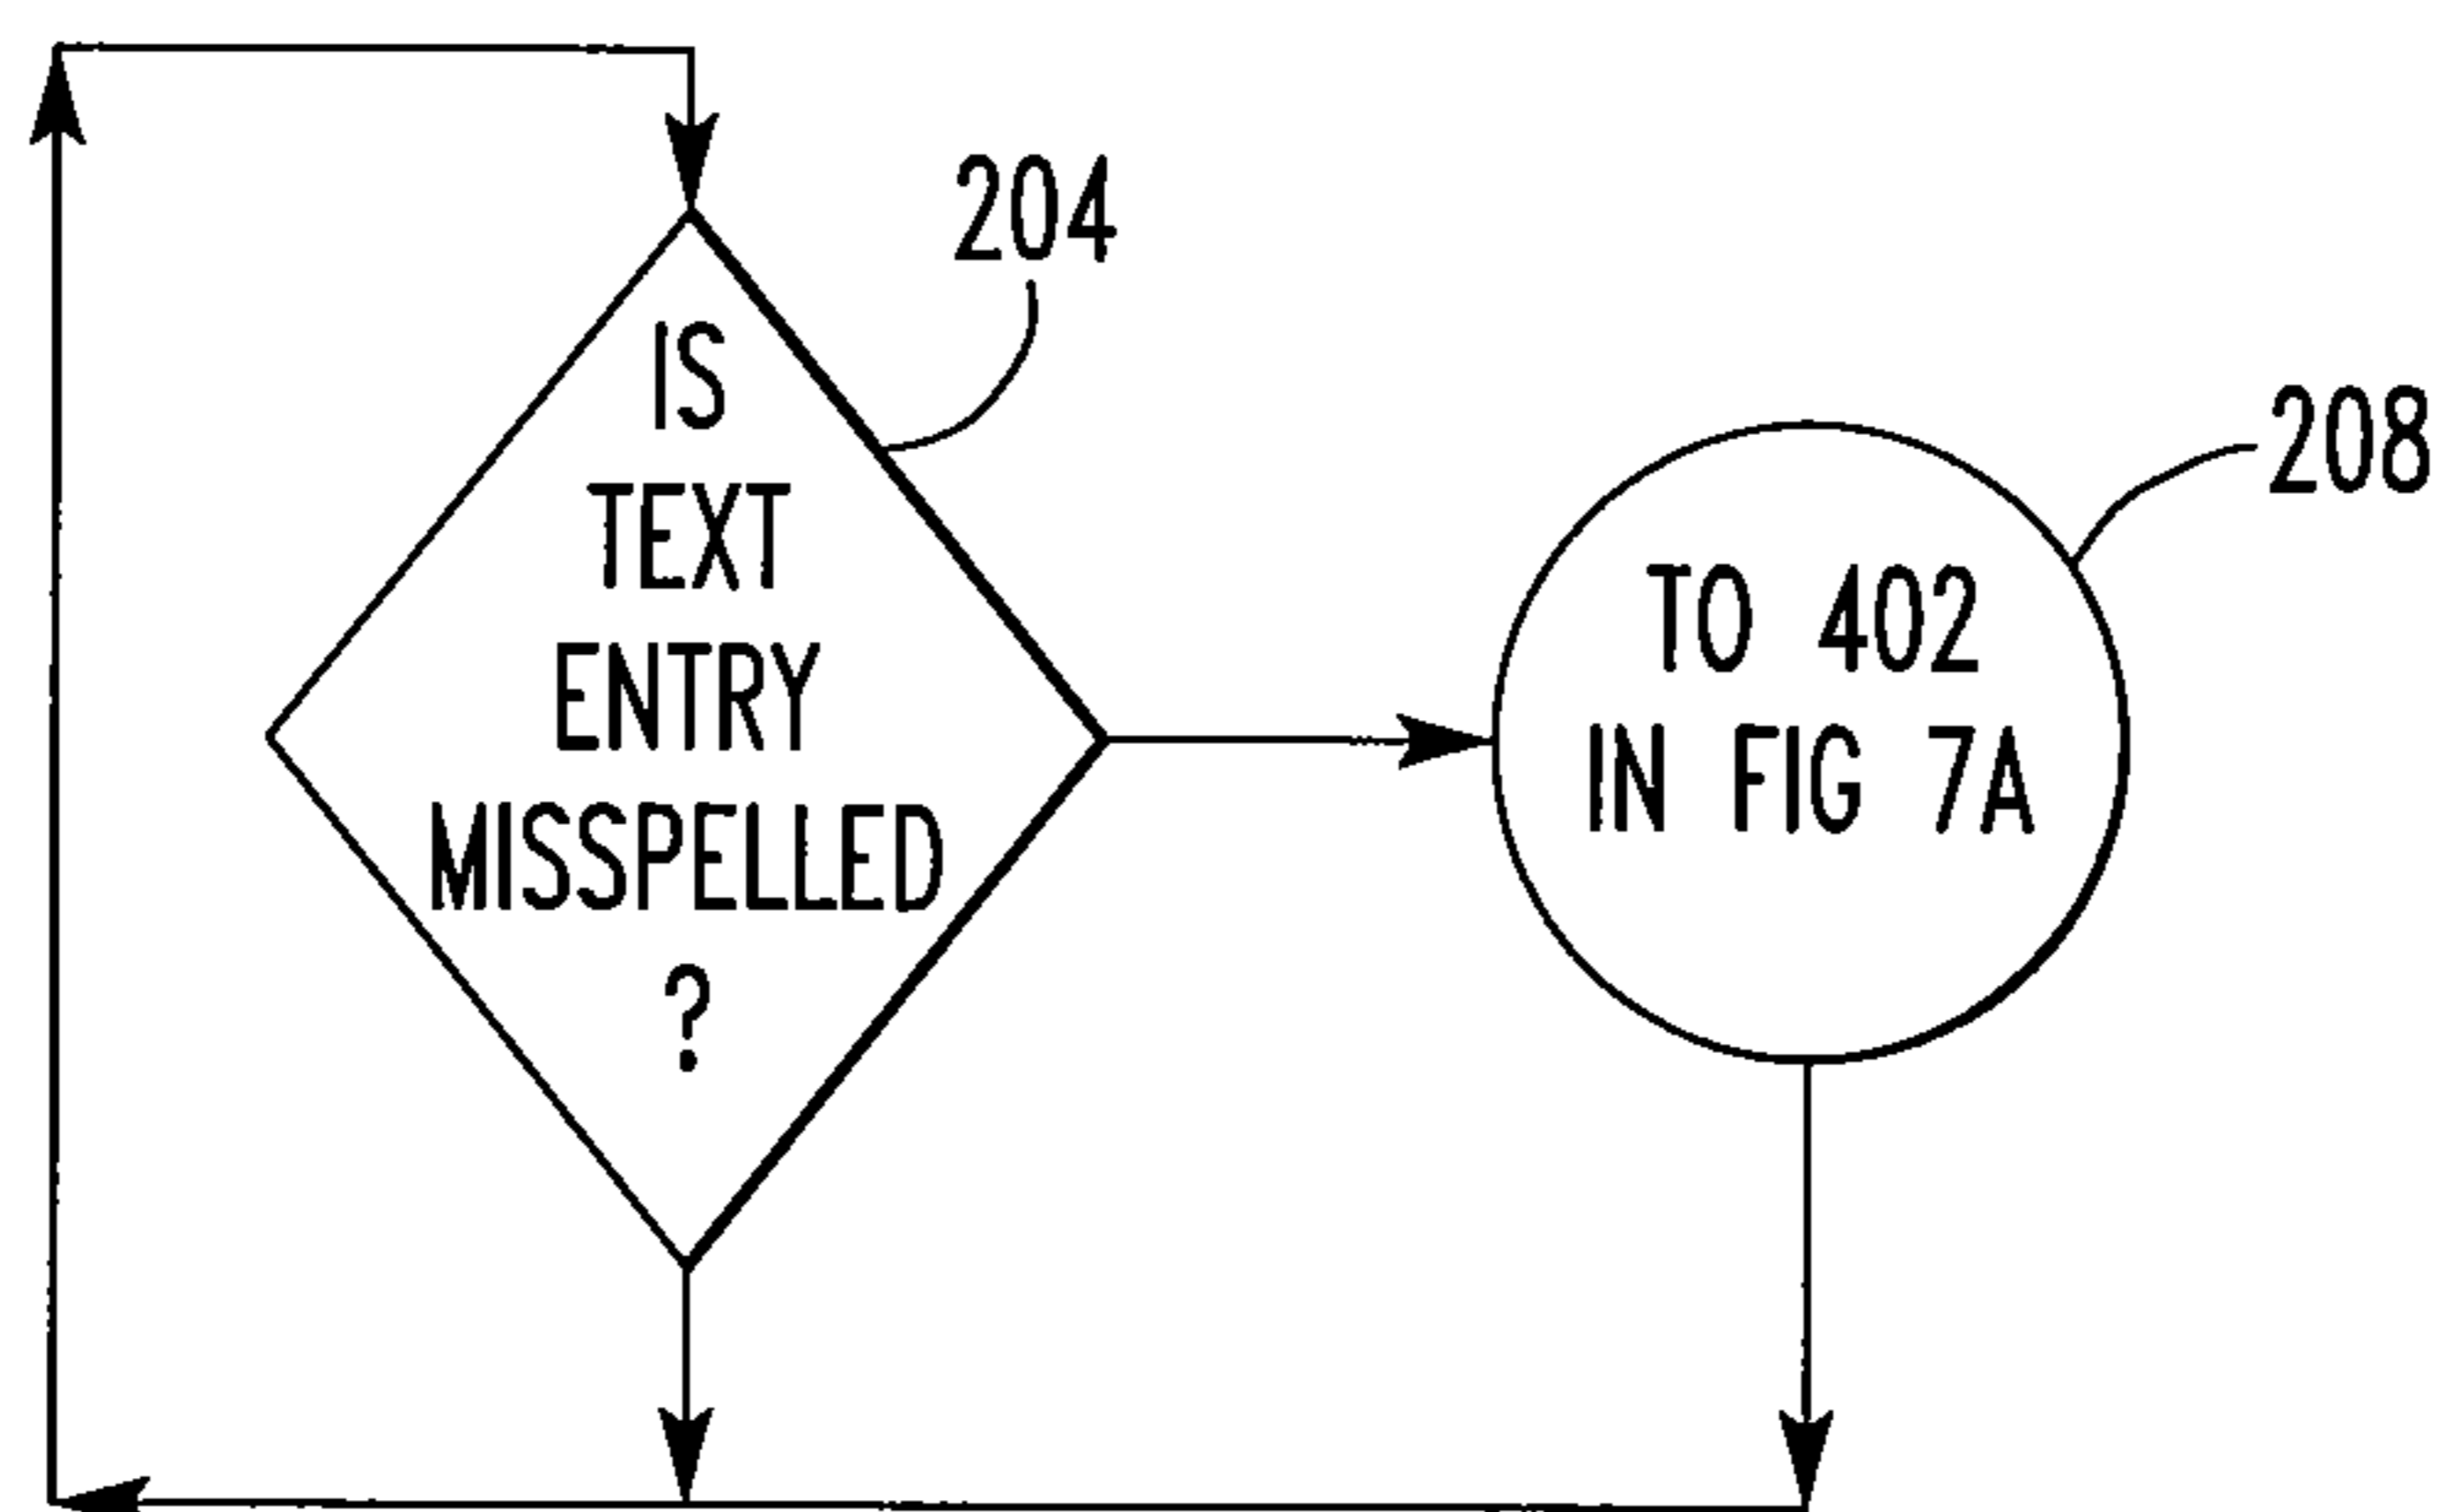 204
IS
TEXT
ENTRY
MISSPELLED
?
208
TO 402
IN FIG 7A